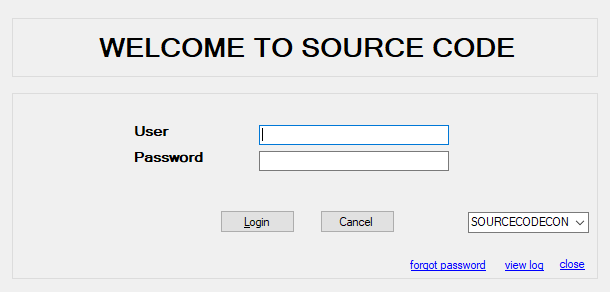 WELCOME TO SOURCE CODE
User
Password
Login Cancel SOURCECODECON
forgot password view log close